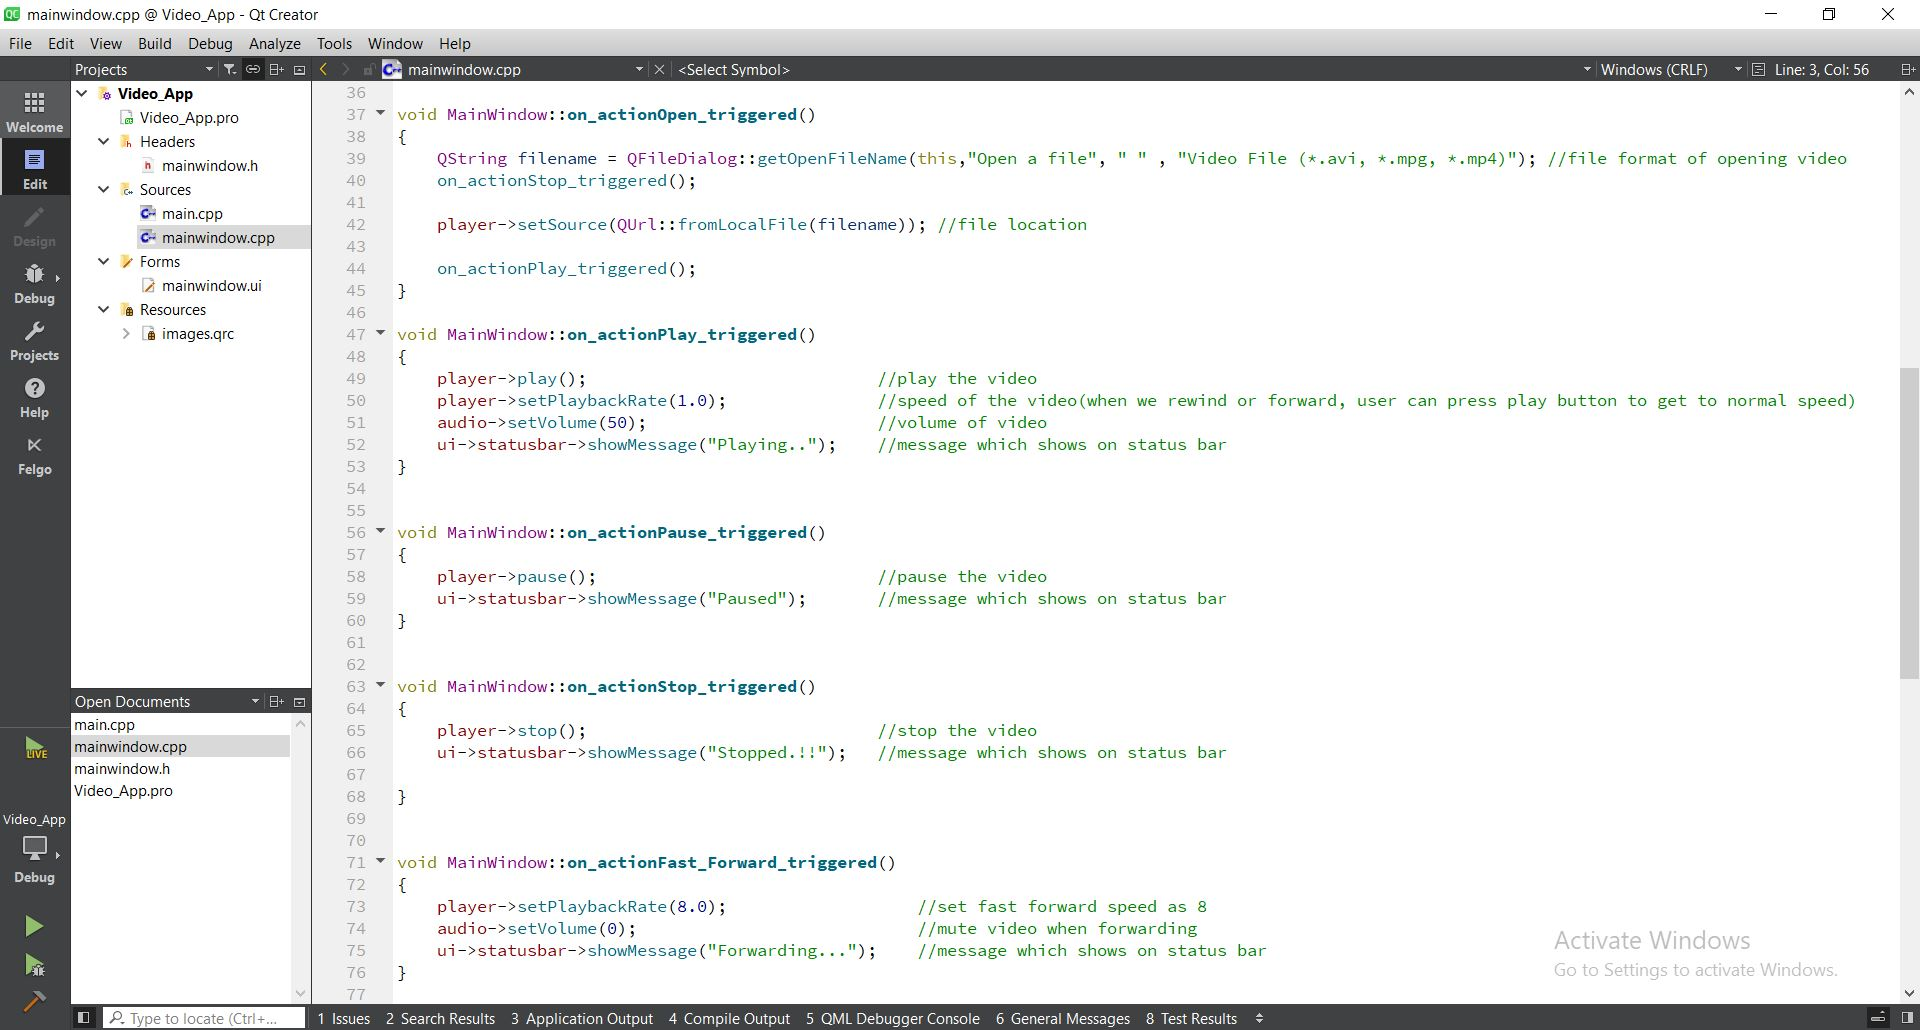 mainwindow.cpp @ Video_App - Qt Creator
File Edit View Build Debug Analyze Tools Window Help
Projects mainwindow.cpp <Select Symbol> Windows (CRLF) Line: 3, Col: 56
Welcome
Edit
Design
Debug
Projects
Help
Felgo
LIVE
Video_App
Debug
Video_App
Video_App.pro
Headers
mainwindow.h
Sources
main.cpp
mainwindow.cpp
Forms
mainwindow.ui
Resources
images.qrc
Open Documents
main.cpp
mainwindow.cpp
mainwindow.h
Video_App.pro
36
37 void MainWindow::on_actionOpen_triggered()
38 {
39 QString filename = QFileDialog::getOpenFileName(this,"Open a file", " " , "Video File (*.avi, *.mpg, *.mp4)"); //file format of opening video
40 on_actionStop_triggered();
41
42 player->setSource(QUrl::fromLocalFile(filename)); //file location
43
44 on_actionPlay_triggered();
45 }
46
47 void MainWindow::on_actionPlay_triggered()
48 {
49 player->play(); //play the video
50 player->setPlaybackRate(1.0); //speed of the video(when we rewind or forward, user can press play button to get to normal speed)
51 audio->setVolume(50); //volume of video
52 ui->statusbar->showMessage("Playing.."); //message which shows on status bar
53 }
54
55
56 void MainWindow::on_actionPause_triggered()
57 {
58 player->pause(); //pause the video
59 ui->statusbar->showMessage("Paused"); //message which shows on status bar
60 }
61
62
63 void MainWindow::on_actionStop_triggered()
64 {
65 player->stop(); //stop the video
66 ui->statusbar->showMessage("Stopped.!!"); //message which shows on status bar
67
68 }
69
70
71 void MainWindow::on_actionFast_Forward_triggered()
72 {
73 player->setPlaybackRate(8.0); //set fast forward speed as 8
74 audio->setVolume(0); //mute video when forwarding
75 ui->statusbar->showMessage("Forwarding..."); //message which shows on status bar
76 }
77
Activate Windows
Go to Settings to activate Windows.
Type to locate (Ctrl+... 1 Issues 2 Search Results 3 Application Output 4 Compile Output 5 QML Debugger Console 6 General Messages 8 Test Results